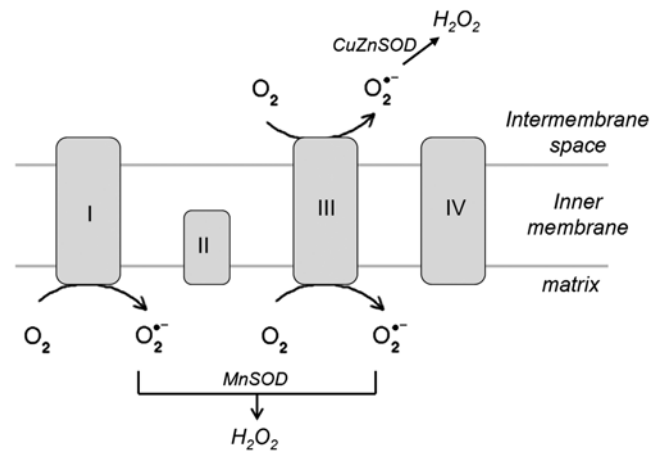 H₂O₂
CuZnSOD
O₂ O₂•⁻
Intermembrane
space
I II III IV
Inner
membrane
matrix
O₂ O₂•⁻ O₂ O₂•⁻
MnSOD
H₂O₂